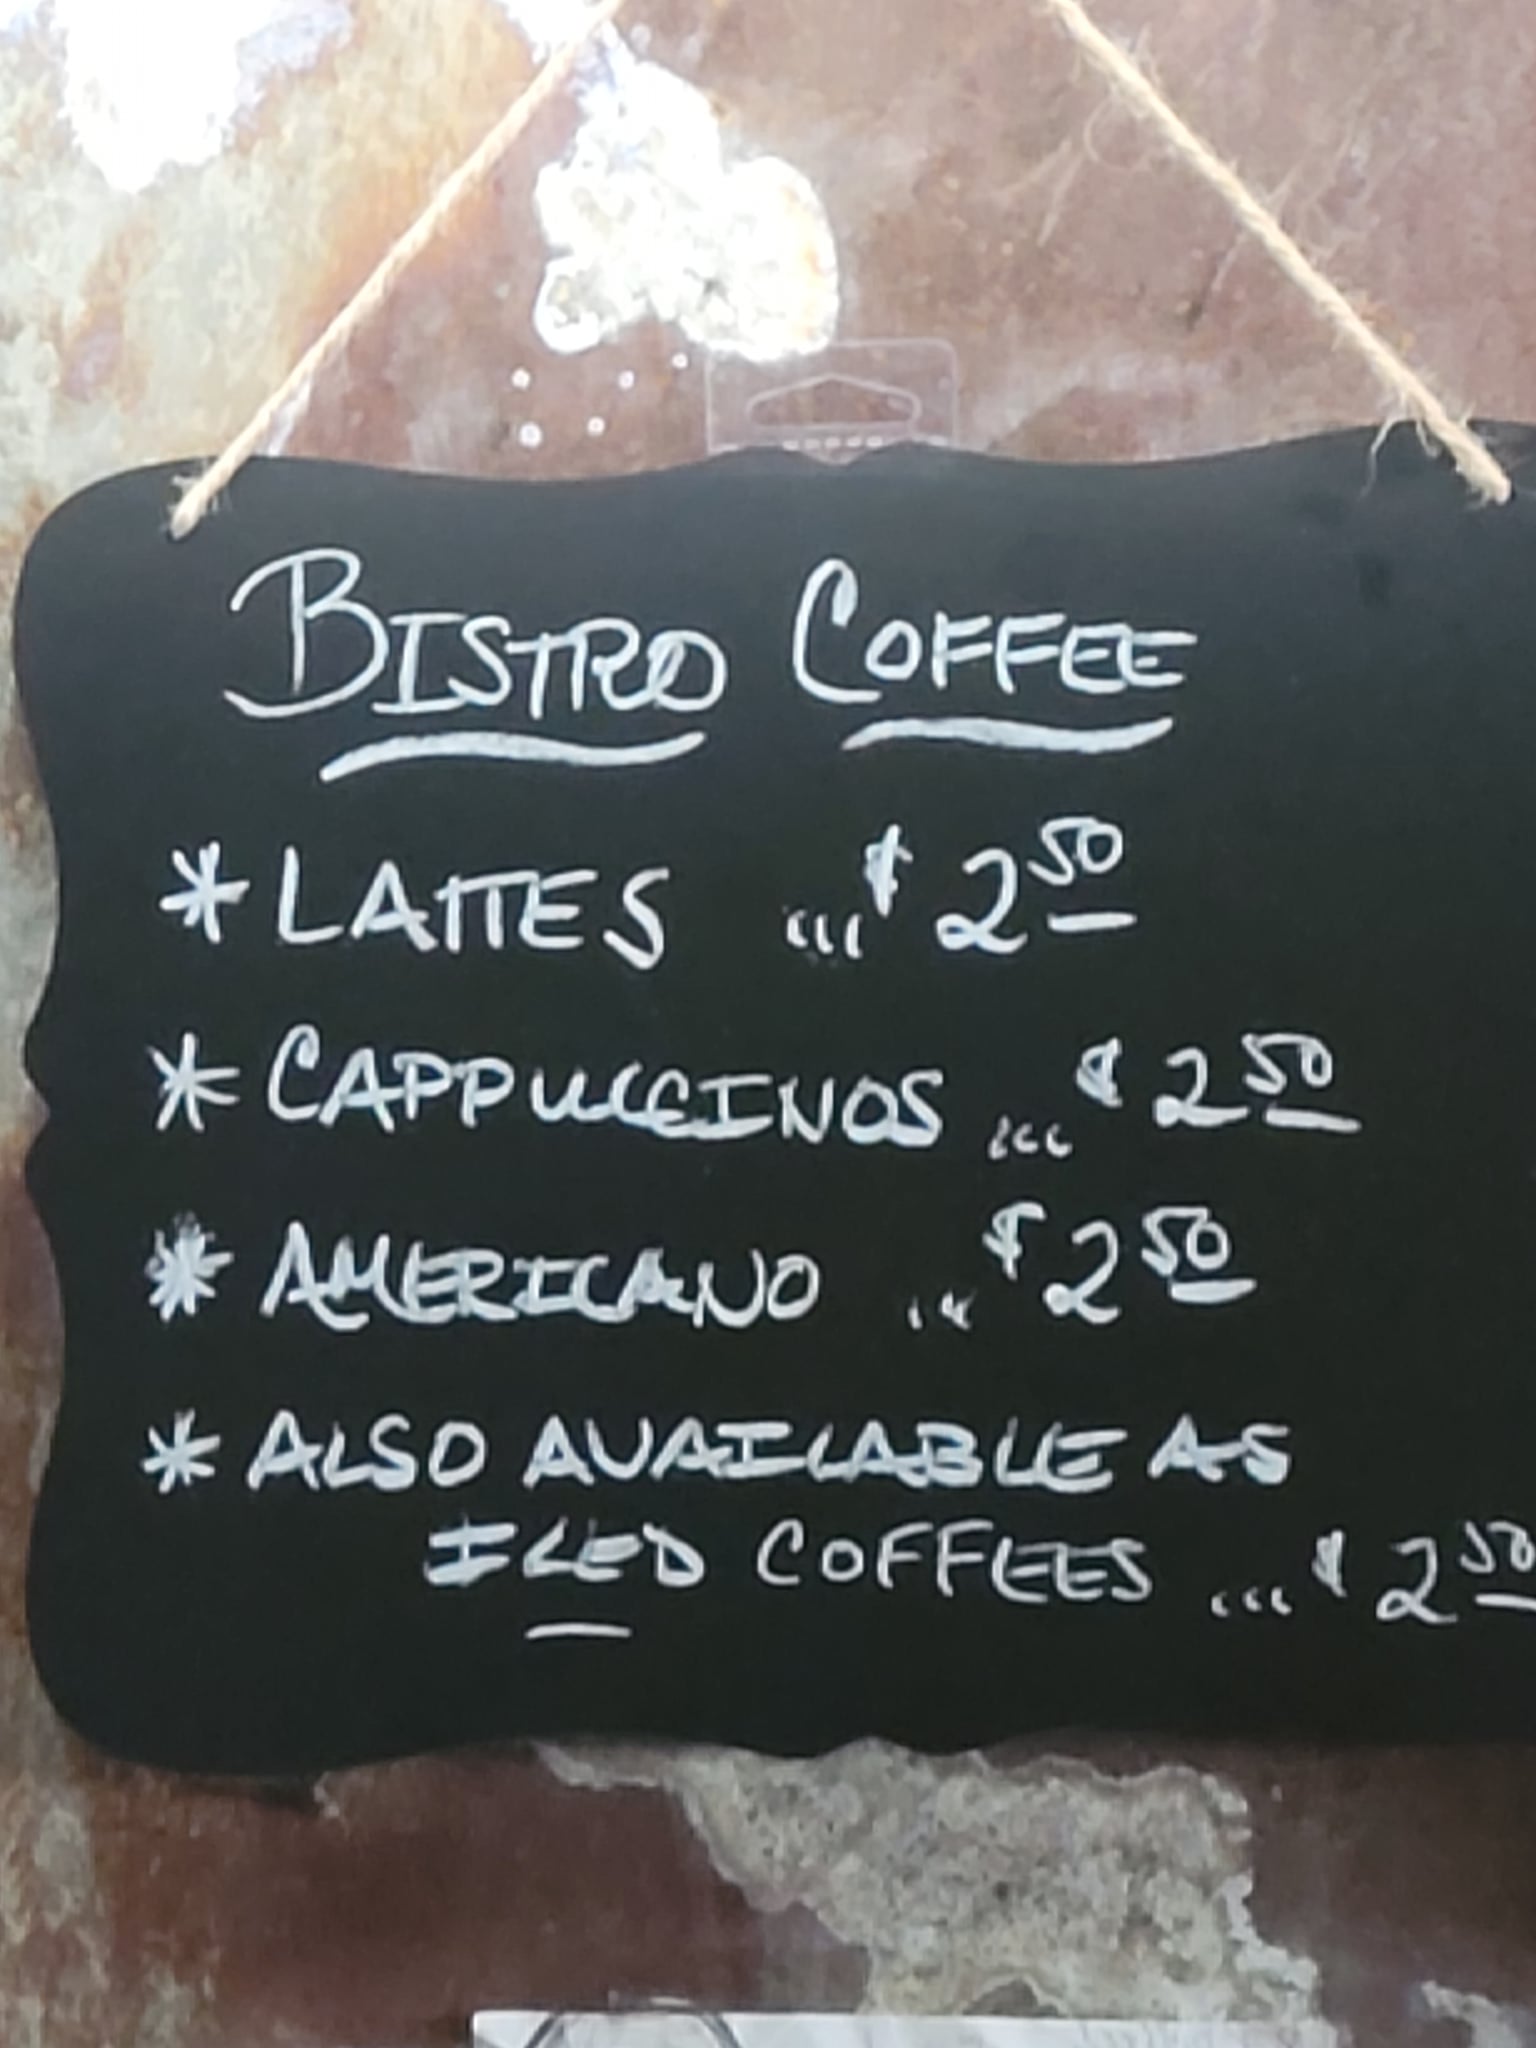 BISTRO COFFEE
* LATTES ...$ 2 50
* CAPPUCCINOS ...$ 2 50
* AMERICANO ...$ 2 50
* ALSO AVAILABLE AS
ICED COFFEES ...$ 2 50